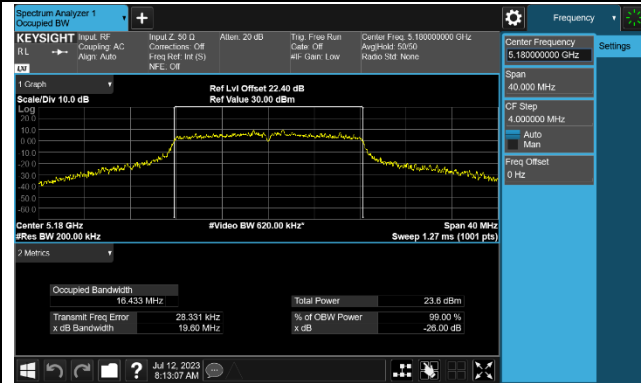 Spectrum Analyzer 1
Occupied BW
+
Frequency
KEYSIGHT
RL
LXI
Input: RF
Coupling: AC
Align: Auto
Input Z: 50 Ω
Corrections: Off
Freq Ref: Int (S)
NFE: Off
Atten: 20 dB
Trig: Free Run
Gate: Off
#IF Gain: Low
Center Freq: 5.180000000 GHz
Avg|Hold: 50/50
Radio Std: None
Center Frequency
5.180000000 GHz
Settings
Span
40.000 MHz
CF Step
4.000000 MHz
Auto
Man
Freq Offset
0 Hz
1 Graph
Scale/Div 10.0 dB
Ref Lvl Offset 22.40 dB
Ref Value 30.00 dBm
Log
20.0
10.0
0.00
-10.0
-20.0
-30.0
-40.0
-50.0
-60.0
Center 5.18 GHz
#Res BW 200.00 kHz
#Video BW 620.00 kHz*
Span 40 MHz
Sweep 1.27 ms (1001 pts)
2 Metrics
Occupied Bandwidth
16.433 MHz
Total Power 23.6 dBm
Transmit Freq Error 28.331 kHz
% of OBW Power 99.00 %
x dB Bandwidth 19.60 MHz
x dB -26.00 dB
?
Jul 12, 2023
8:13:07 AM